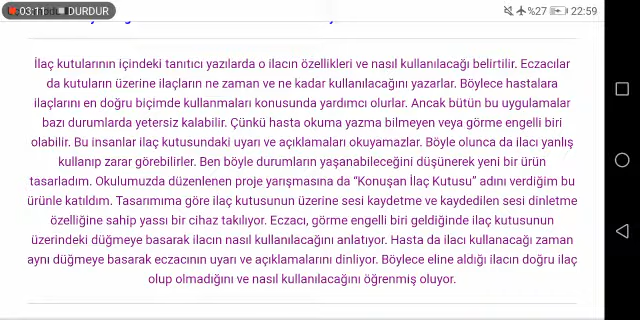 03:11 DURDUR %27 22:59
İlaç kutularının içindeki tanıtıcı yazılarda o ilacın özellikleri ve nasıl kullanılacağı belirtilir. Eczacılar
da kutuların üzerine ilaçların ne zaman ve ne kadar kullanılacağını yazarlar. Böylece hastalara
ilaçlarını en doğru biçimde kullanmaları konusunda yardımcı olurlar. Ancak bütün bu uygulamalar
bazı durumlarda yetersiz kalabilir. Çünkü hasta okuma yazma bilmeyen veya görme engelli biri
olabilir. Bu insanlar ilaç kutusundaki uyarı ve açıklamaları okuyamazlar. Böyle olunca da ilacı yanlış
kullanıp zarar görebilirler. Ben böyle durumların yaşanabileceğini düşünerek yeni bir ürün
tasarladım. Okulumuzda düzenlenen proje yarışmasına da “Konuşan İlaç Kutusu” adını verdiğim bu
ürünle katıldım. Tasarımıma göre ilaç kutusunun üzerine sesi kaydetme ve kaydedilen sesi dinletme
özelliğine sahip yassı bir cihaz takılıyor. Eczacı, görme engelli biri geldiğinde ilaç kutusunun
üzerindeki düğmeye basarak ilacın nasıl kullanılacağını anlatıyor. Hasta da ilacı kullanacağı zaman
aynı düğmeye basarak eczacının uyarı ve açıklamalarını dinliyor. Böylece eline aldığı ilacın doğru ilaç
olup olmadığını ve nasıl kullanılacağını öğrenmiş oluyor.